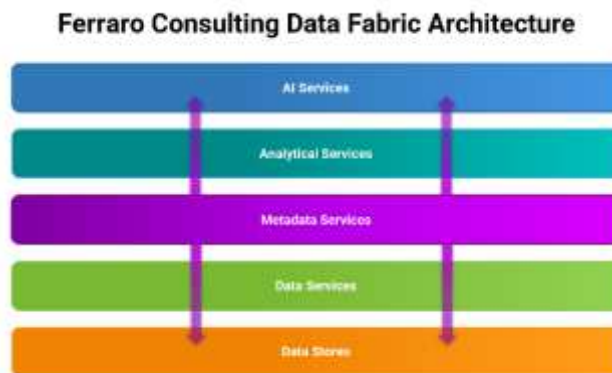 Ferraro Consulting Data Fabric Architecture
AI Services
Analytical Services
Metadata Services
Data Services
Data Stores